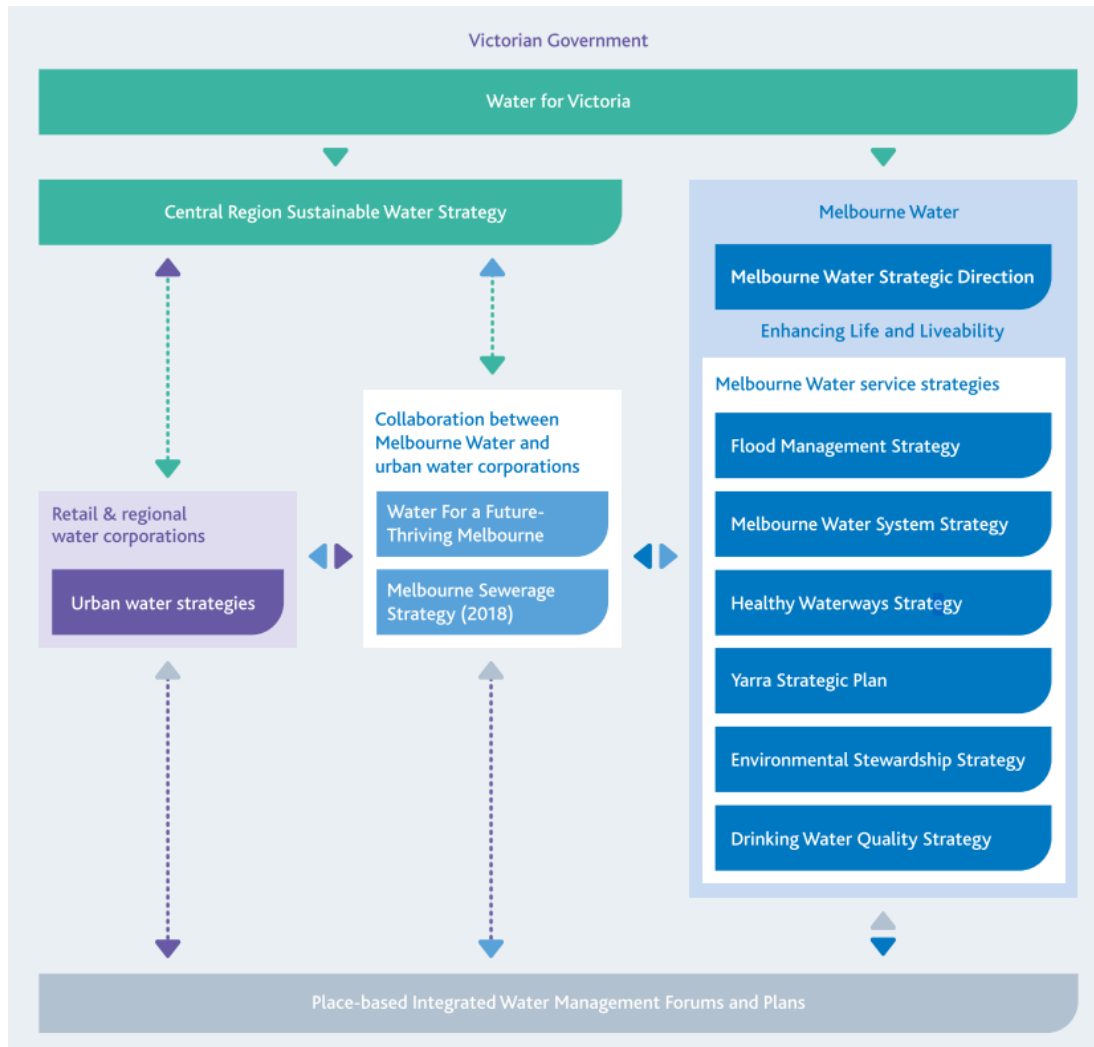 Victorian Government
Water for Victoria
Central Region Sustainable Water Strategy
Melbourne Water
Melbourne Water Strategic Direction
Enhancing Life and Liveability
Melbourne Water service strategies
Flood Management Strategy
Melbourne Water System Strategy
Healthy Waterways Strategy
Yarra Strategic Plan
Environmental Stewardship Strategy
Drinking Water Quality Strategy
Collaboration between
Melbourne Water and
urban water corporations
Water For a Future-
Thriving Melbourne
Melbourne Sewerage
Strategy (2018)
Retail & regional
water corporations
Urban water strategies
Place-based Integrated Water Management Forums and Plans